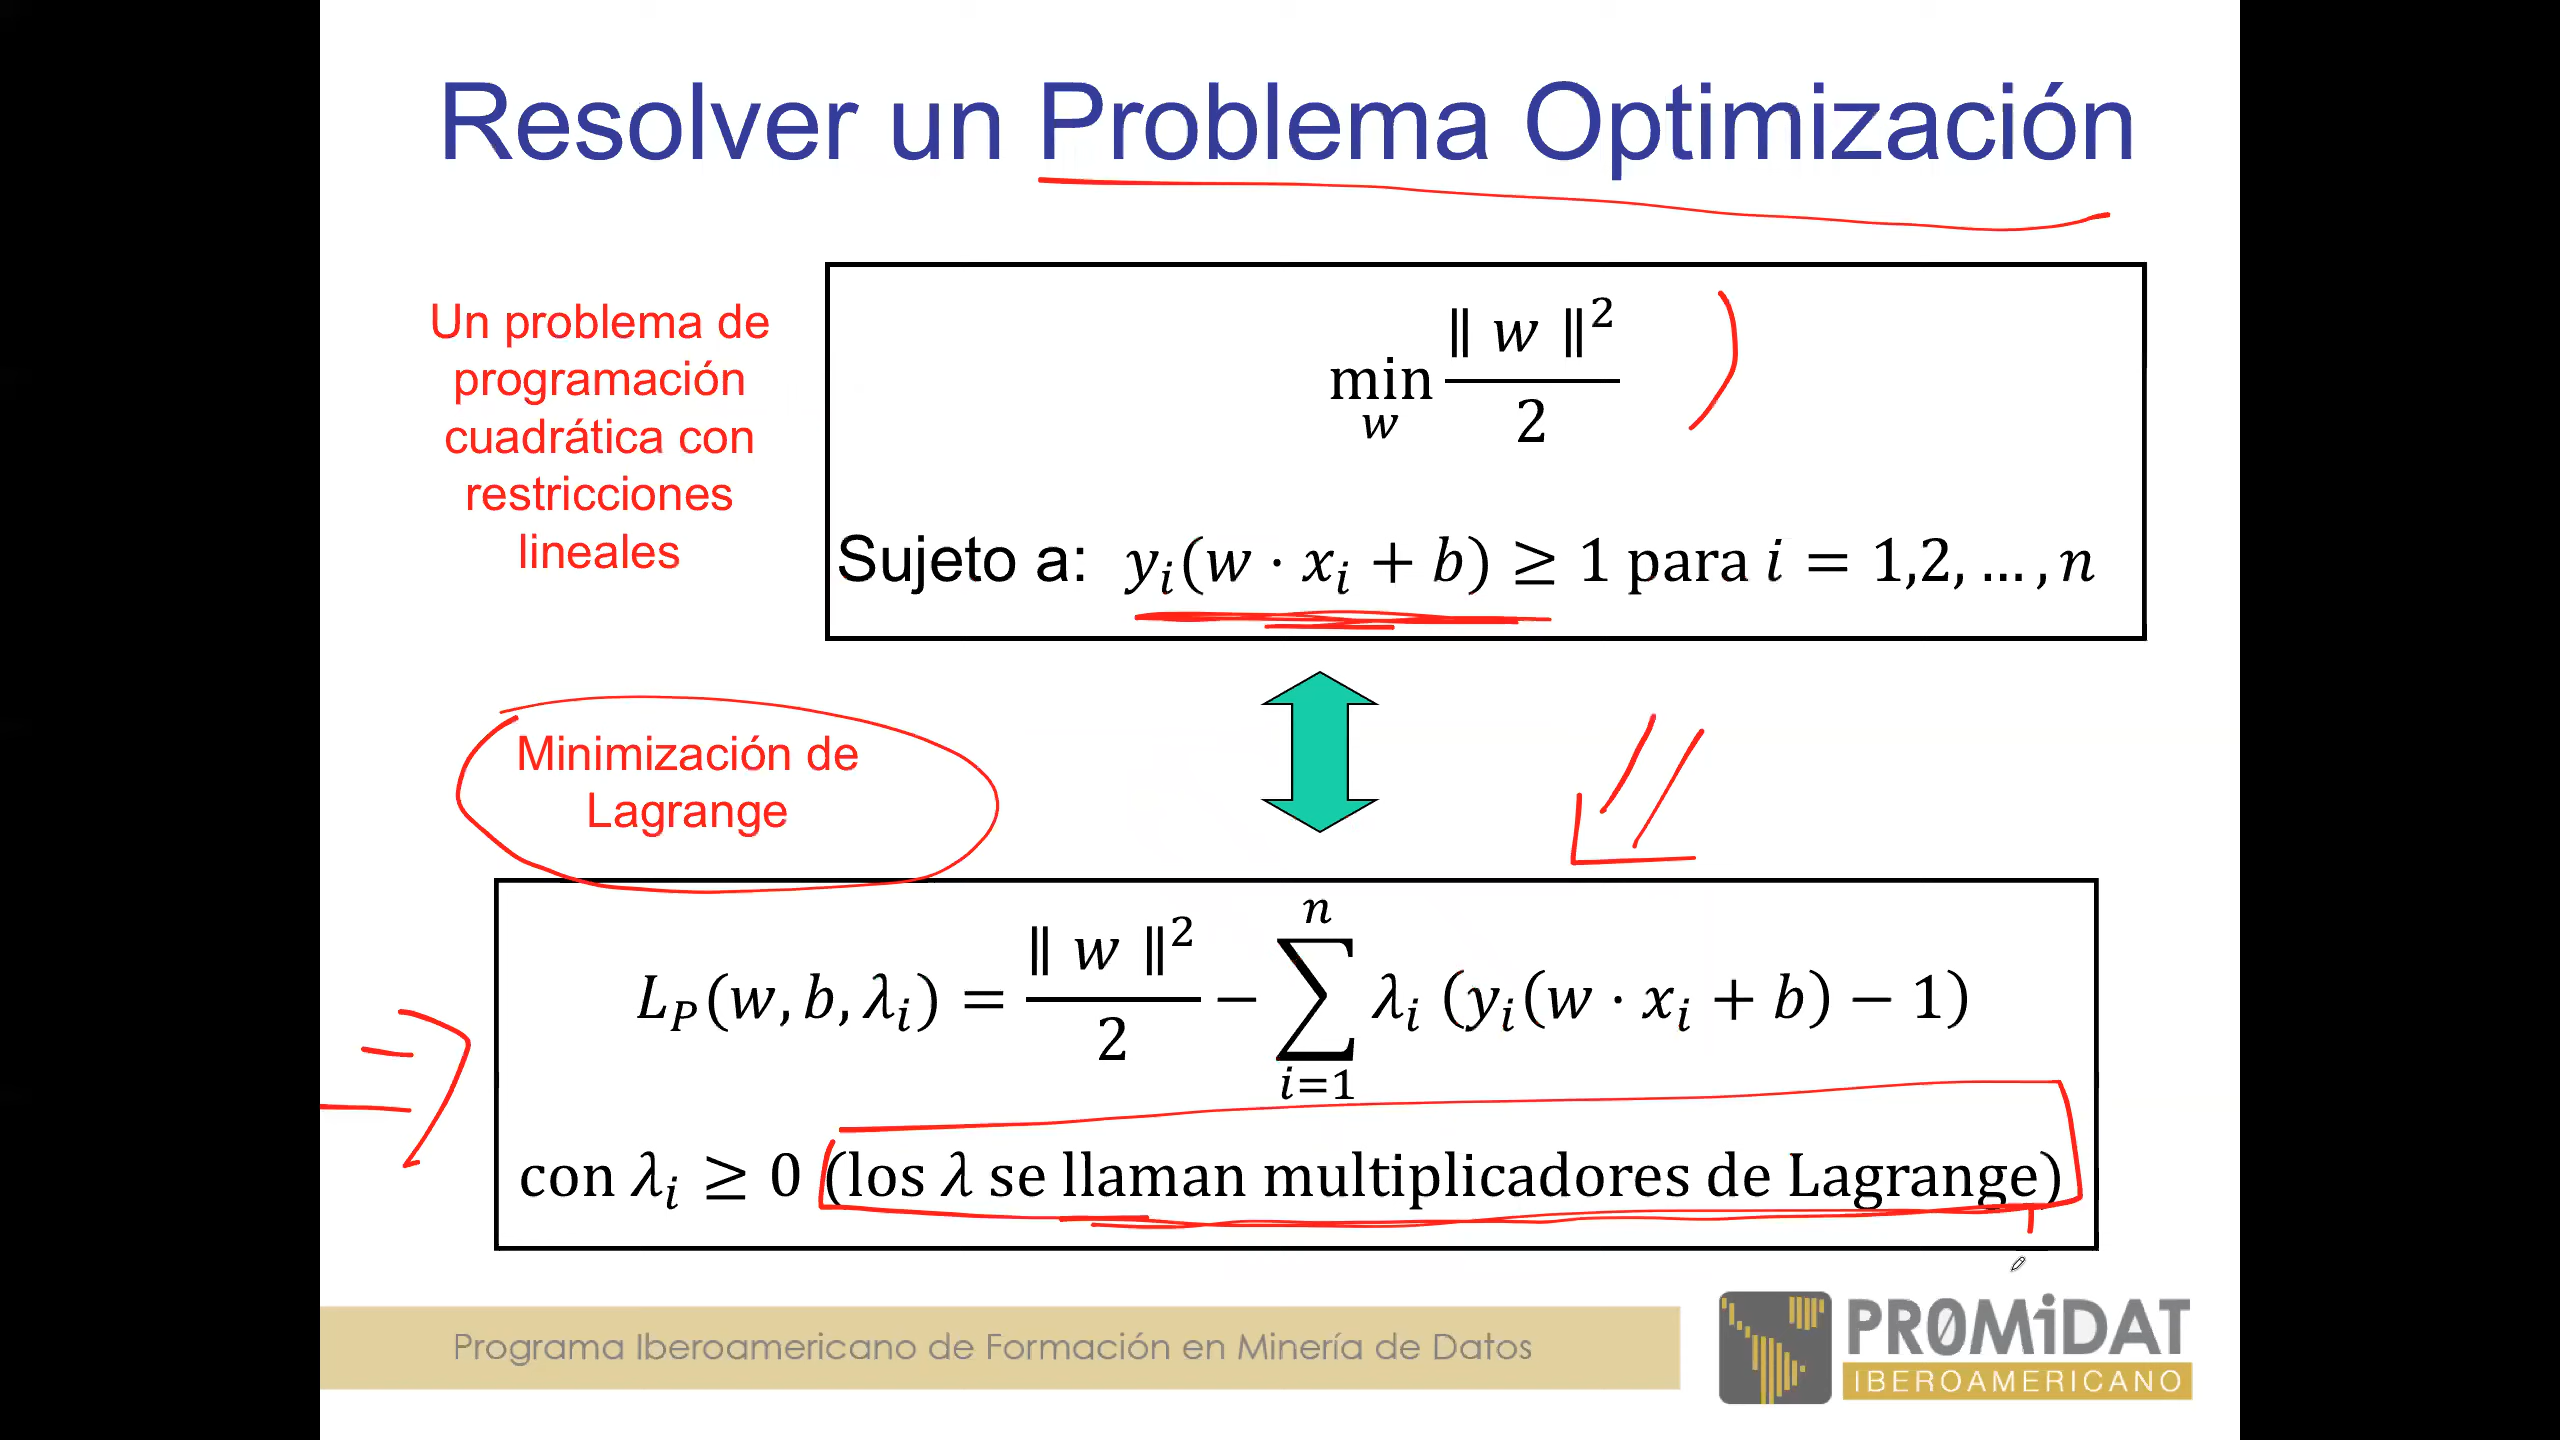 Resolver un Problema Optimización
Un problema de
programación
cuadrática con
restricciones
lineales
min_w ‖ w ‖² / 2
Sujeto a: yᵢ(w · xᵢ + b) ≥ 1 para i = 1,2, … , n
Minimización de
Lagrange
L_P(w, b, λᵢ) = ‖ w ‖² / 2 − ∑_{i=1}^{n} λᵢ (yᵢ(w · xᵢ + b) − 1)
con λᵢ ≥ 0 (los λ se llaman multiplicadores de Lagrange)
Programa Iberoamericano de Formación en Minería de Datos
PR0MiDAT
IBEROAMERICANO